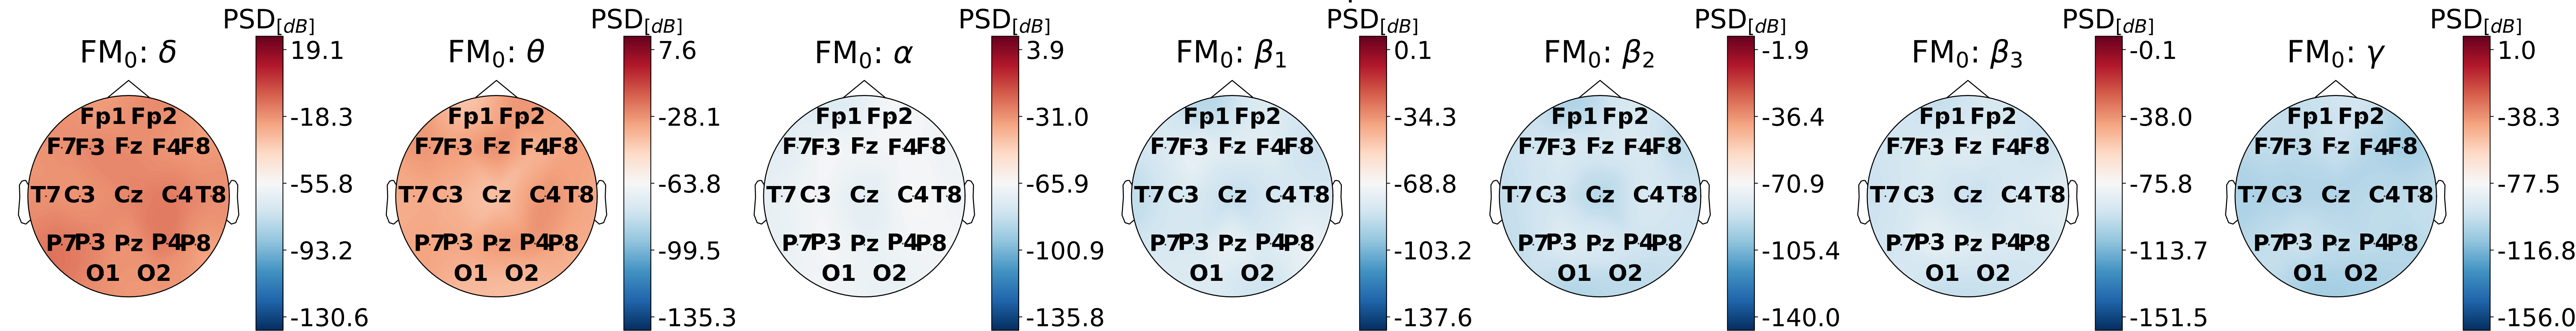 PSD[dB] PSD[dB] PSD[dB] PSD[dB] PSD[dB] PSD[dB] PSD[dB]
FM0: δ FM0: θ FM0: α FM0: β1 FM0: β2 FM0: β3 FM0: γ
19.1 7.6 3.9 0.1 -1.9 -0.1 1.0
Fp1 Fp2 Fp1 Fp2 Fp1 Fp2 Fp1 Fp2 Fp1 Fp2 Fp1 Fp2 Fp1 Fp2
-18.3 -28.1 -31.0 -34.3 -36.4 -38.0 -38.3
F7 F3 Fz F4 F8 F7 F3 Fz F4 F8 F7 F3 Fz F4 F8 F7 F3 Fz F4 F8 F7 F3 Fz F4 F8 F7 F3 Fz F4 F8 F7 F3 Fz F4 F8
-55.8 -63.8 -65.9 -68.8 -70.9 -75.8 -77.5
T7 C3 Cz C4 T8 T7 C3 Cz C4 T8 T7 C3 Cz C4 T8 T7 C3 Cz C4 T8 T7 C3 Cz C4 T8 T7 C3 Cz C4 T8 T7 C3 Cz C4 T8
P7 P3 Pz P4 P8 P7 P3 Pz P4 P8 P7 P3 Pz P4 P8 P7 P3 Pz P4 P8 P7 P3 Pz P4 P8 P7 P3 Pz P4 P8 P7 P3 Pz P4 P8
-93.2 -99.5 -100.9 -103.2 -105.4 -113.7 -116.8
O1 O2 O1 O2 O1 O2 O1 O2 O1 O2 O1 O2 O1 O2
-130.6 -135.3 -135.8 -137.6 -140.0 -151.5 -156.0